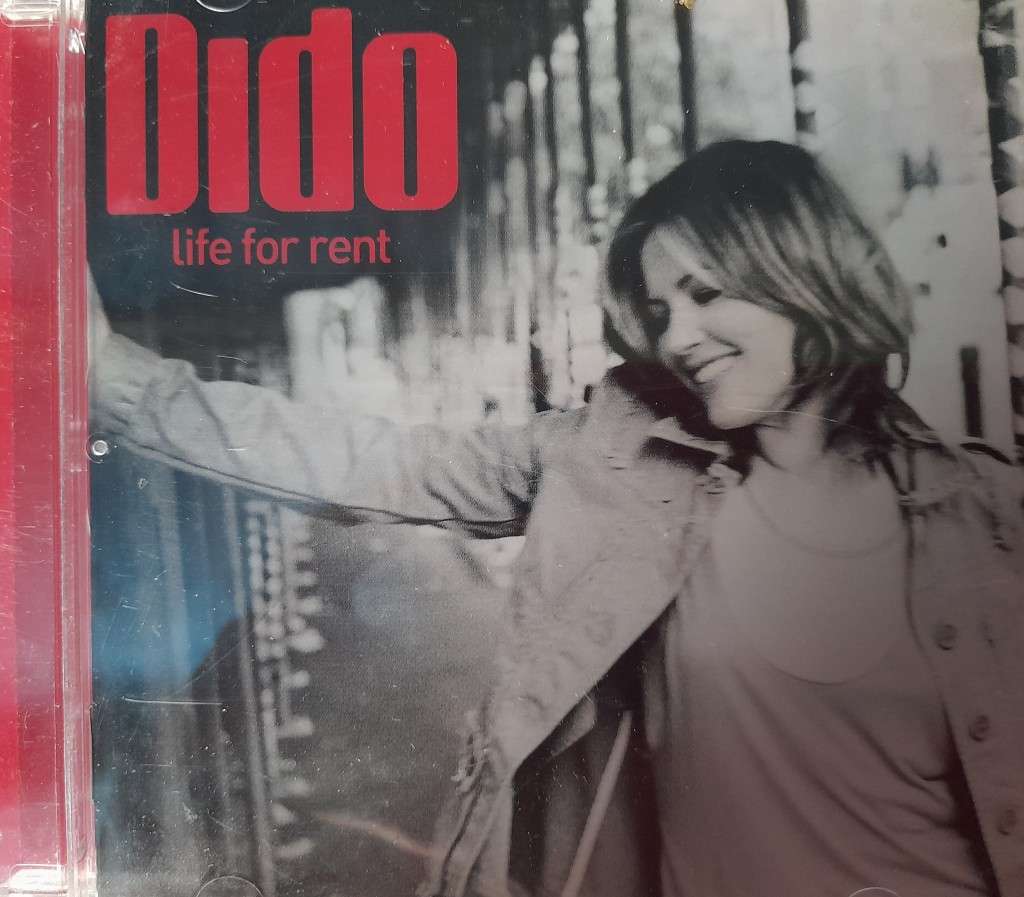 Dido
life for rent